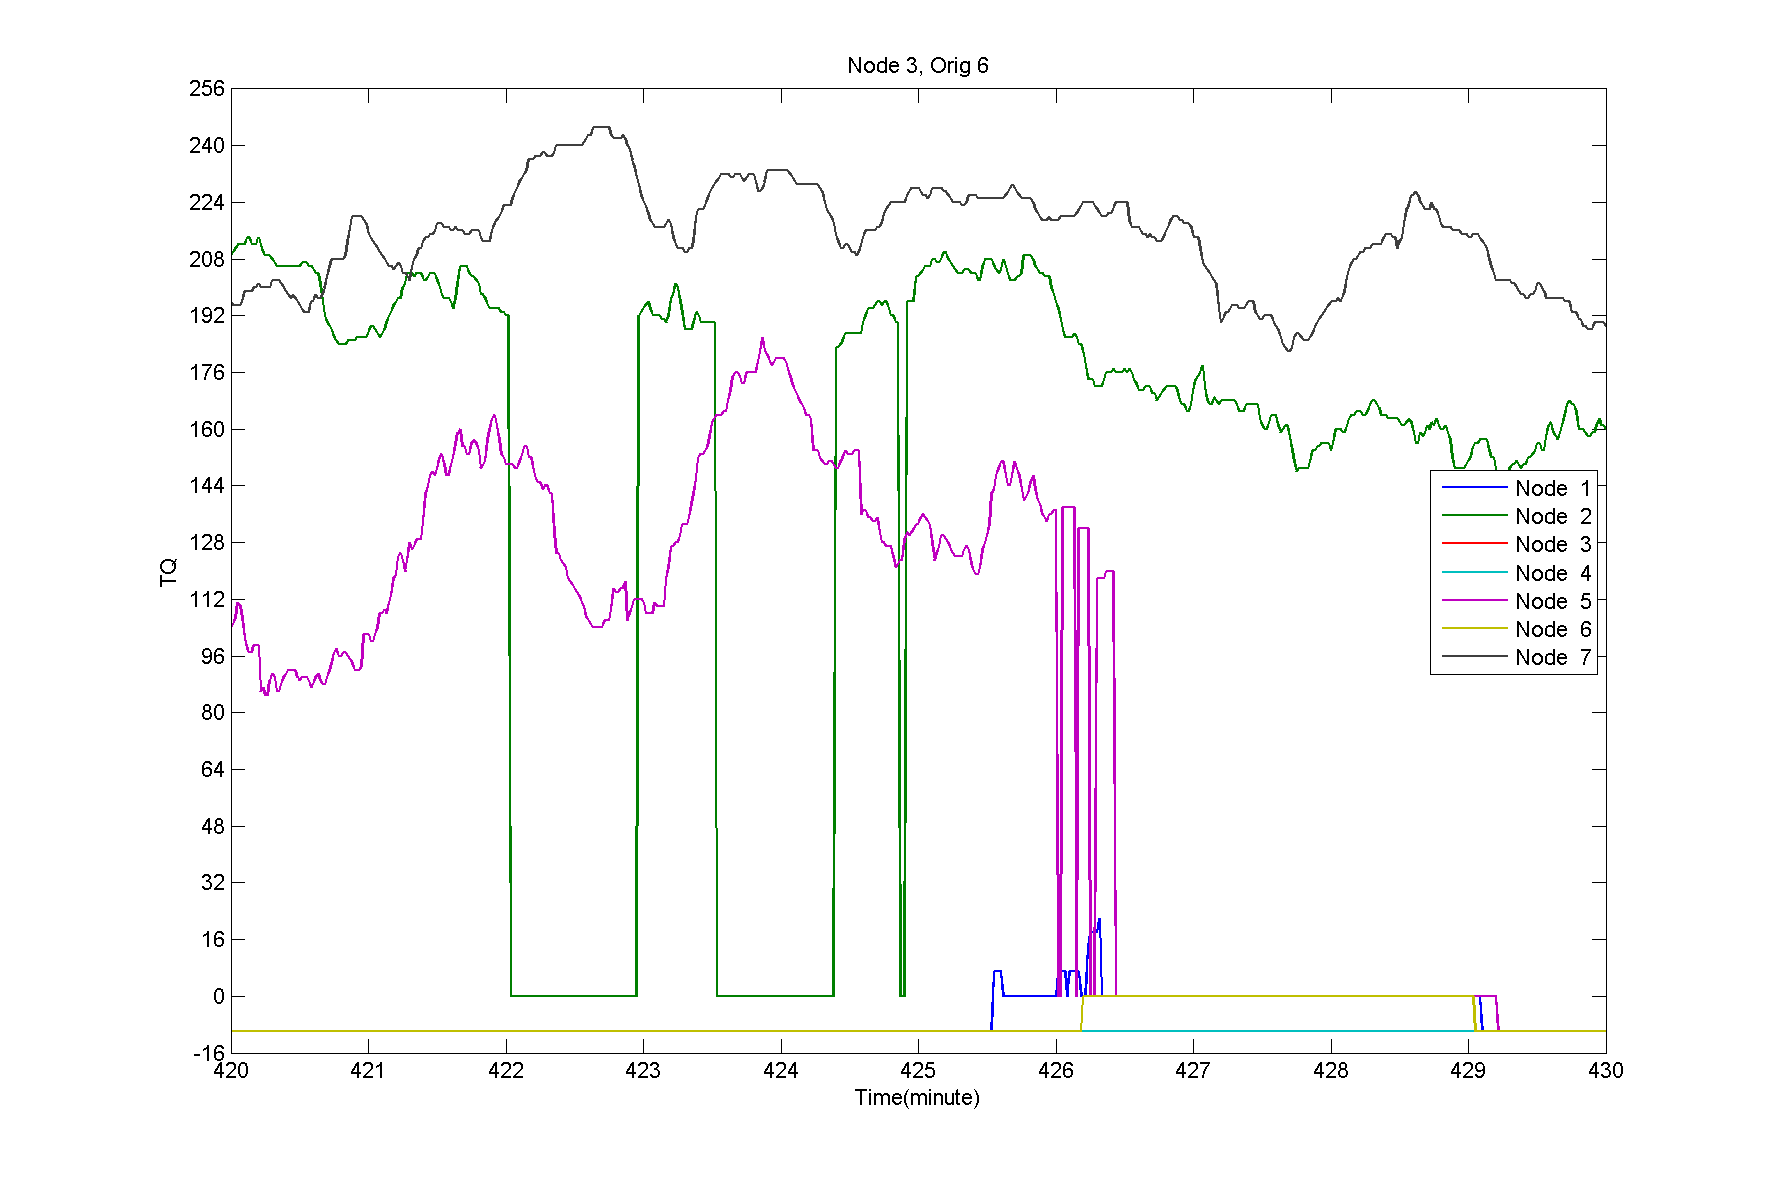 Node 3, Orig 6
256
240
224
208
192
176
160
144
128
112
96
80
64
48
32
16
0
-16
TQ
Node 1
Node 2
Node 3
Node 4
Node 5
Node 6
Node 7
420 421 422 423 424 425 426 427 428 429 430
Time(minute)